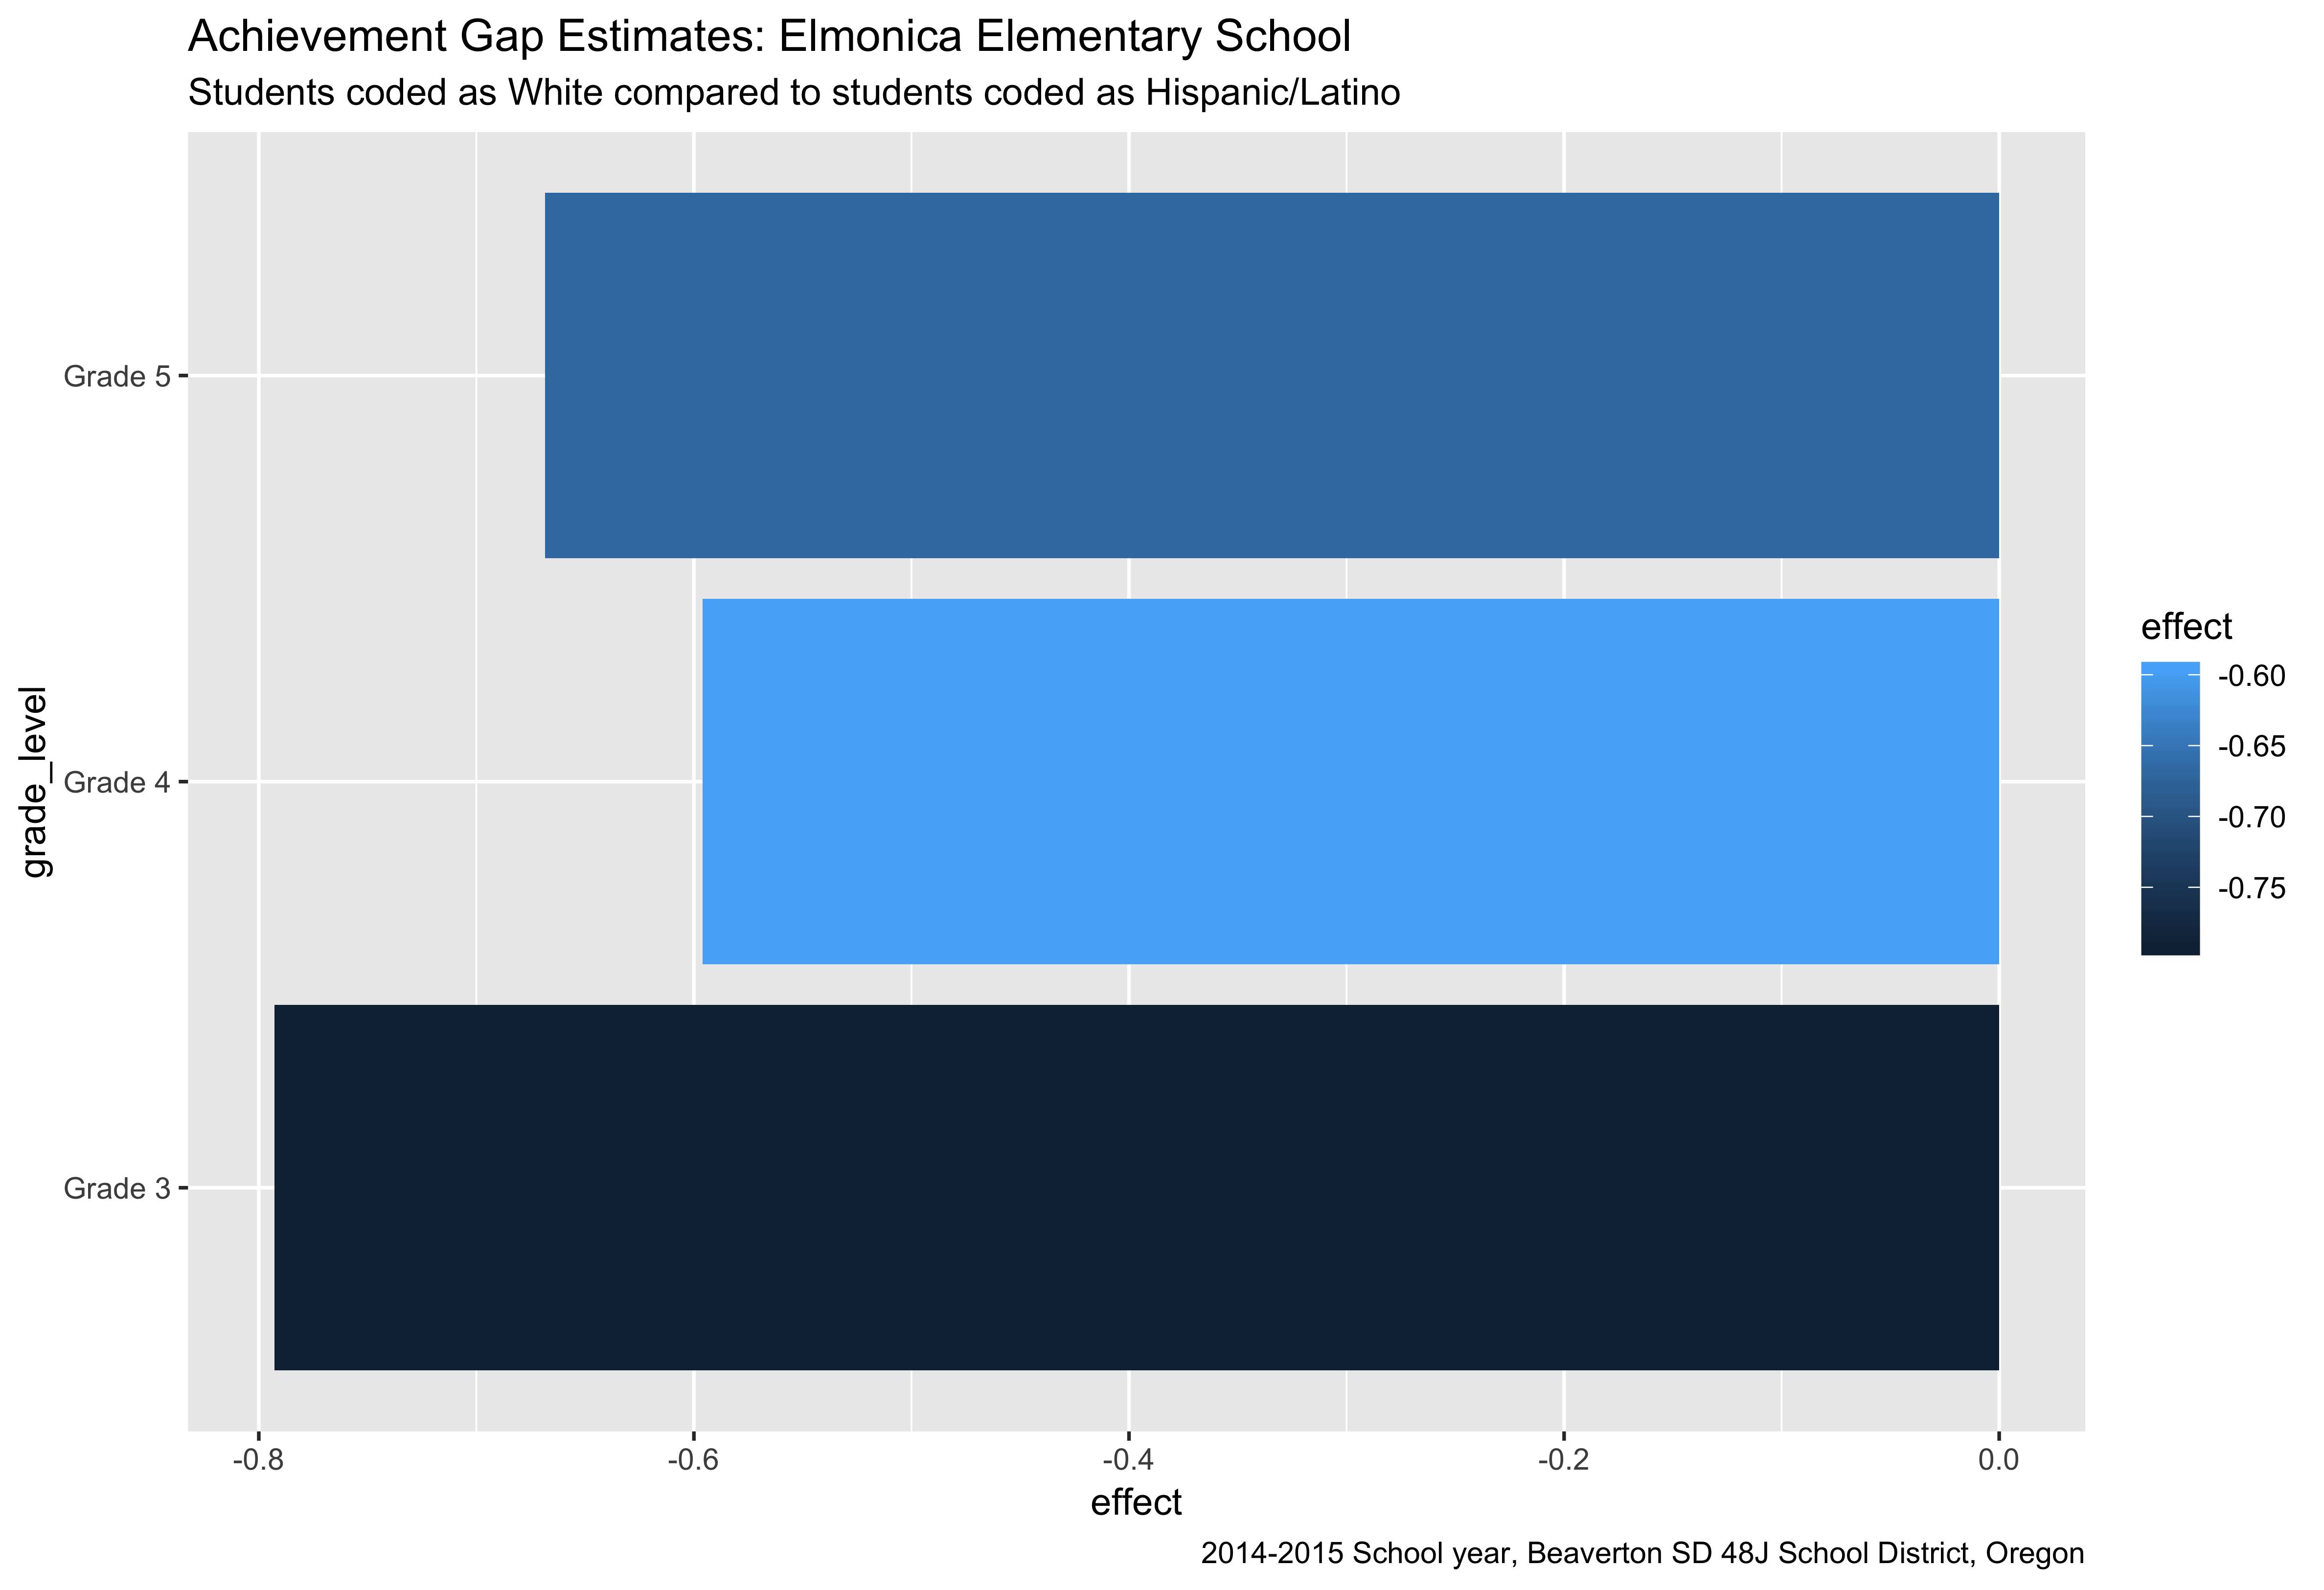 Achievement Gap Estimates: Elmonica Elementary School
Students coded as White compared to students coded as Hispanic/Latino
grade_level
Grade 5
Grade 4
Grade 3
-0.8
-0.6
-0.4
-0.2
0.0
effect
effect
-0.60
-0.65
-0.70
-0.75
2014-2015 School year, Beaverton SD 48J School District, Oregon